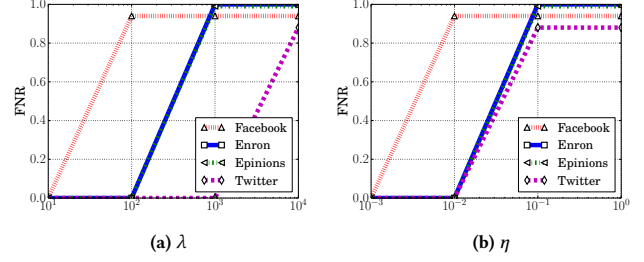 1.0
0.8
0.6
0.4
0.2
0.0
FNR
Facebook
Enron
Epinions
Twitter
10¹ 10² 10³ 10⁴
(a) λ
1.0
0.8
0.6
0.4
0.2
0.0
FNR
Facebook
Enron
Epinions
Twitter
10⁻³ 10⁻² 10⁻¹ 10⁰
(b) η